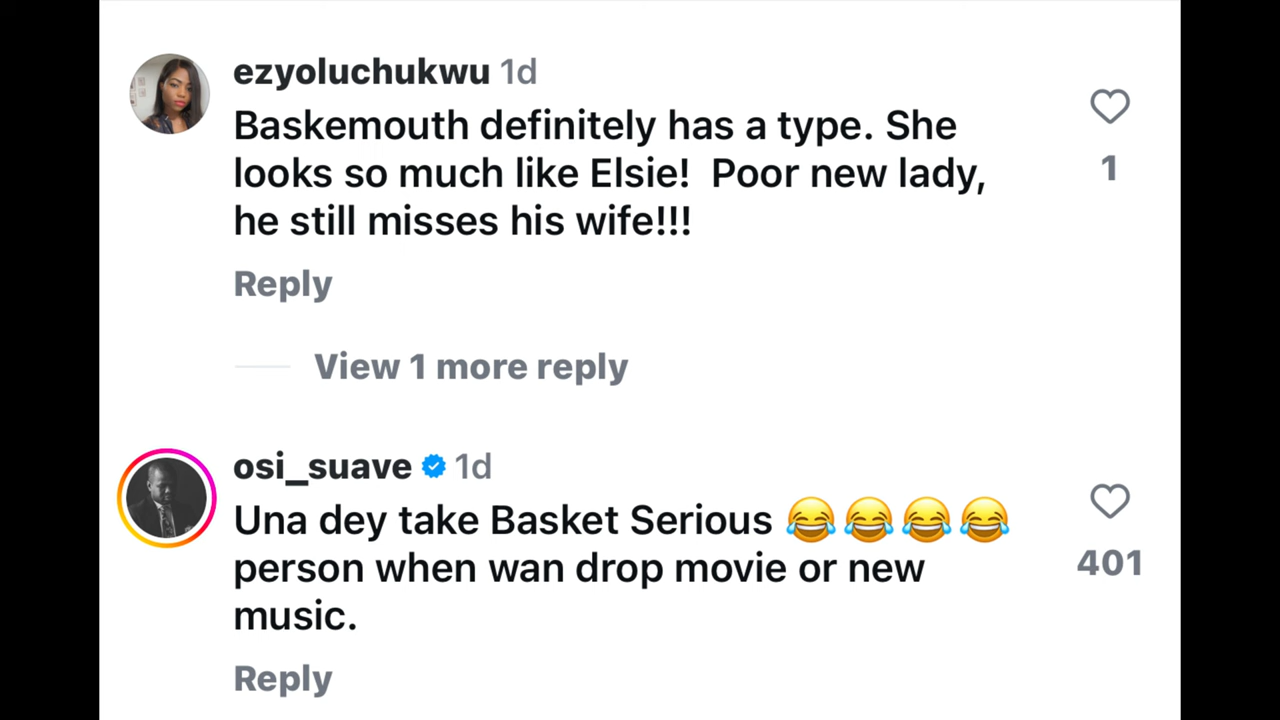 ezyoluchukwu 1d
Baskemouth definitely has a type. She
looks so much like Elsie!  Poor new lady,
he still misses his wife!!!
1
Reply
View 1 more reply
osi_suave 1d
Una dey take Basket Serious 😂😂😂😂
person when wan drop movie or new
music.
401
Reply